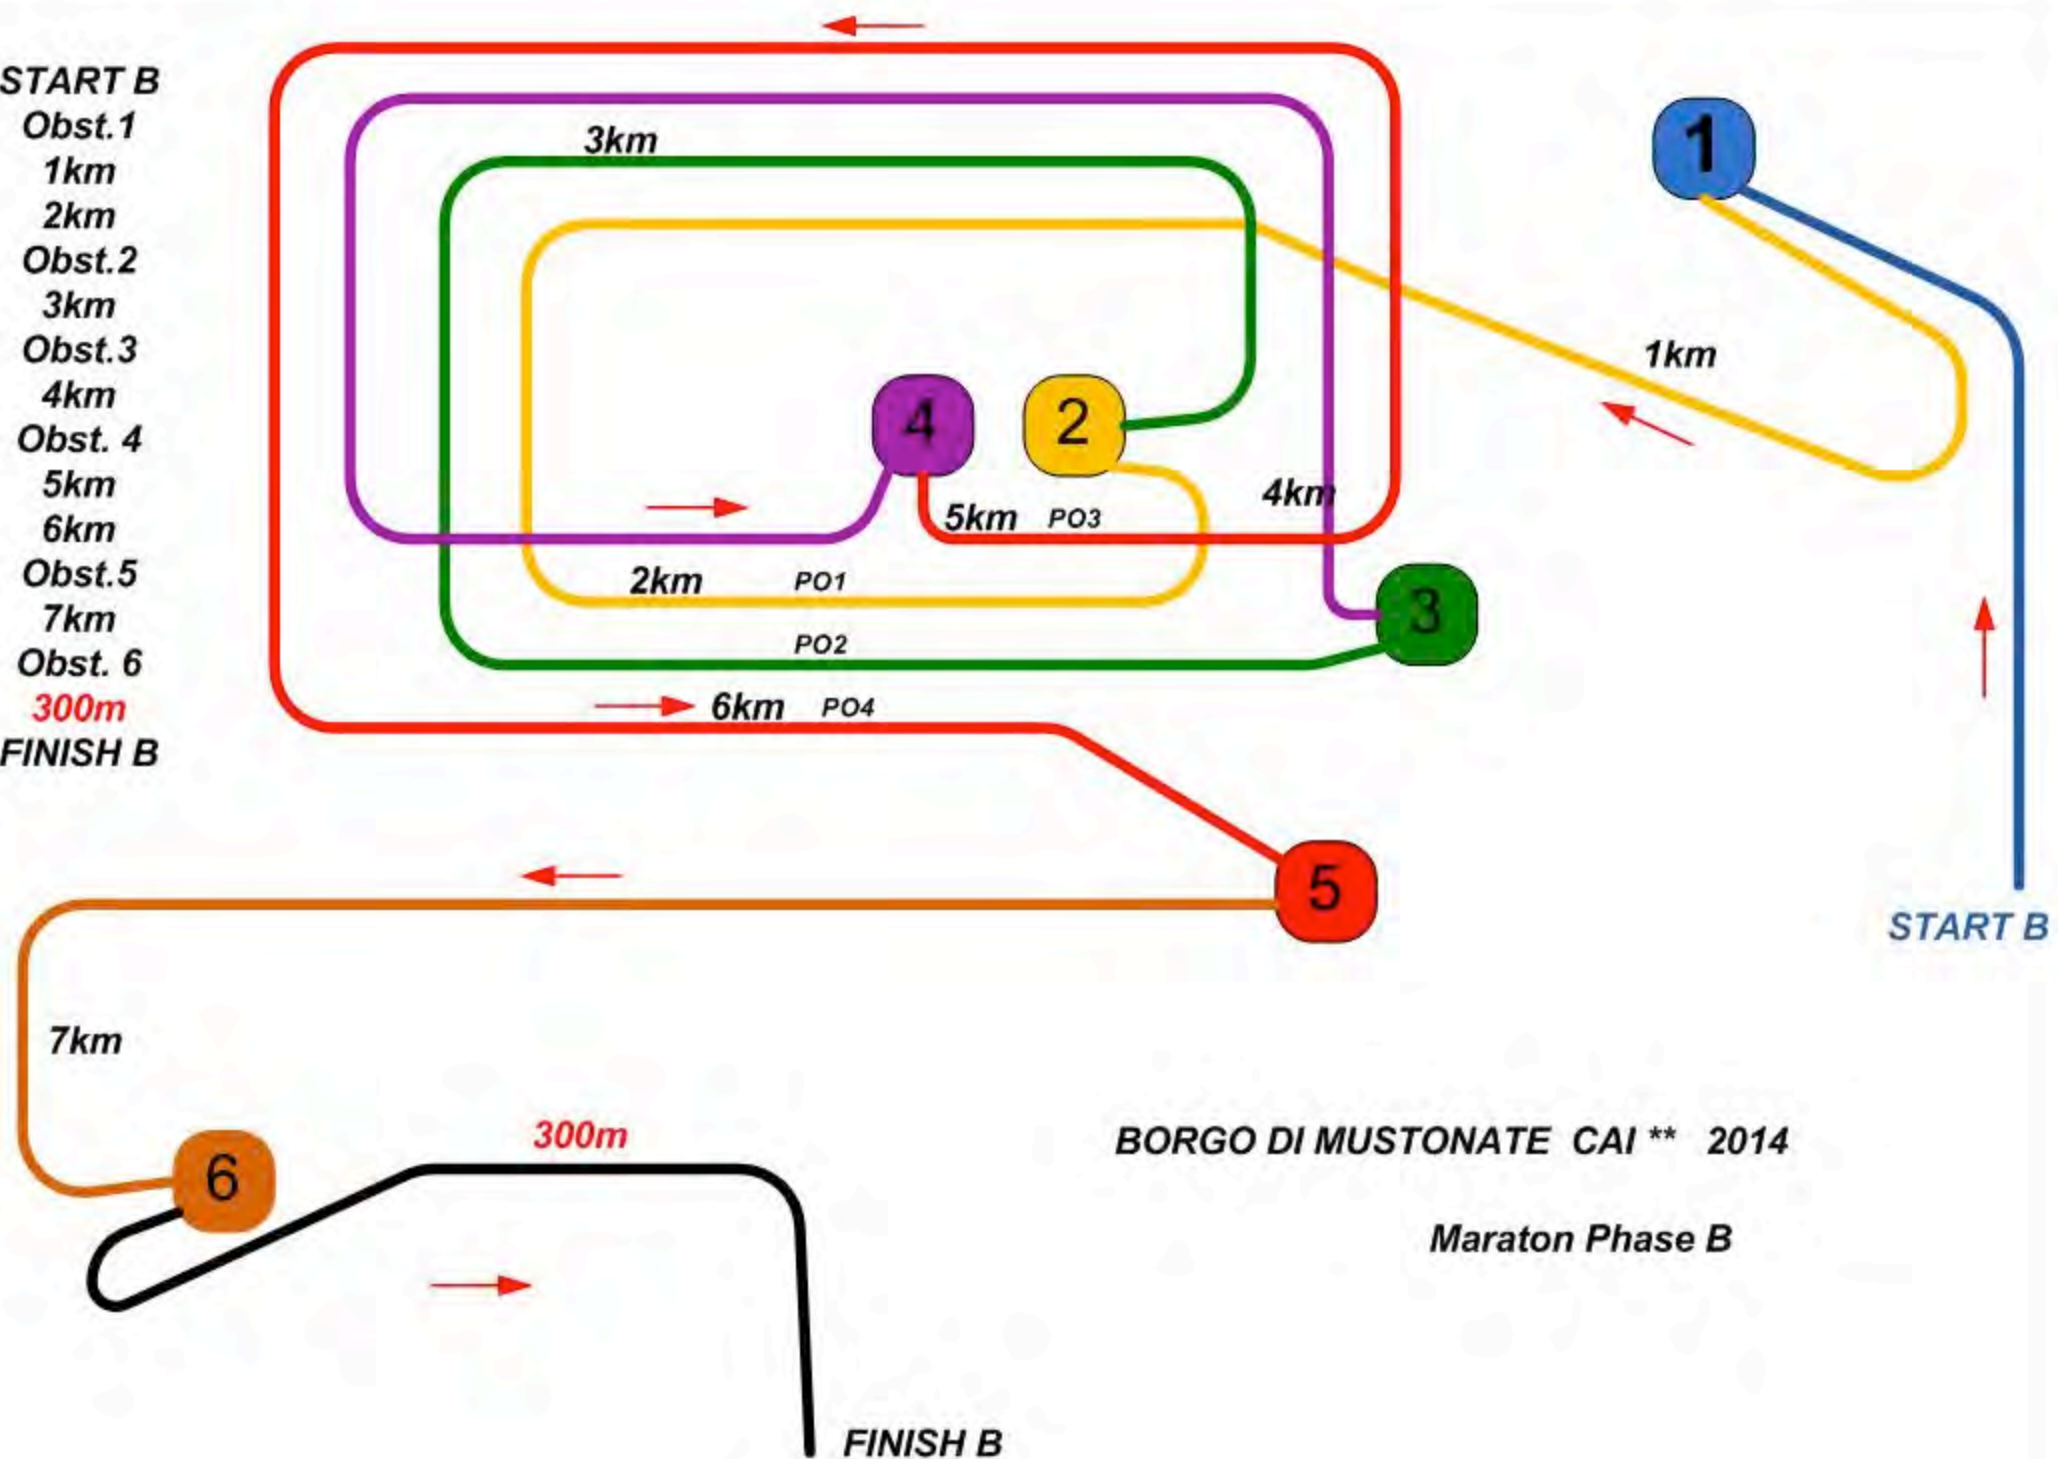 START B
Obst.1
1km
2km
Obst.2
3km
Obst.3
4km
Obst. 4
5km
6km
Obst.5
7km
Obst. 6
300m
FINISH B
3km
1
1km
4
2
4km
5km PO3
2km PO1
3
PO2
6km PO4
5
START B
7km
300m
6
BORGO DI MUSTONATE CAI ** 2014
Maraton Phase B
FINISH B